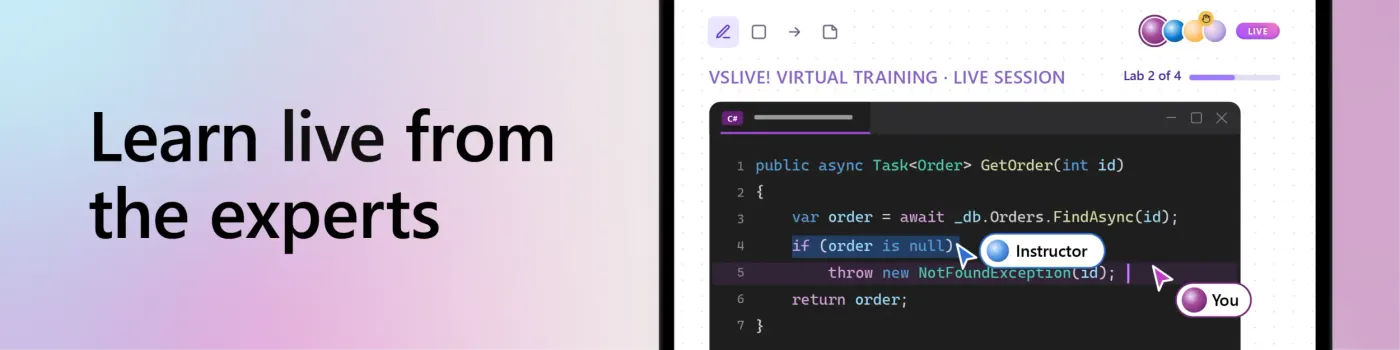 Learn live from
the experts
LIVE
VSLIVE! VIRTUAL TRAINING · LIVE SESSION
Lab 2 of 4
C#
1 public async Task<Order> GetOrder(int id)
2 {
3 var order = await _db.Orders.FindAsync(id);
4 if (order is null)
Instructor
5 throw new NotFoundException(id);
You
6 return order;
7 }